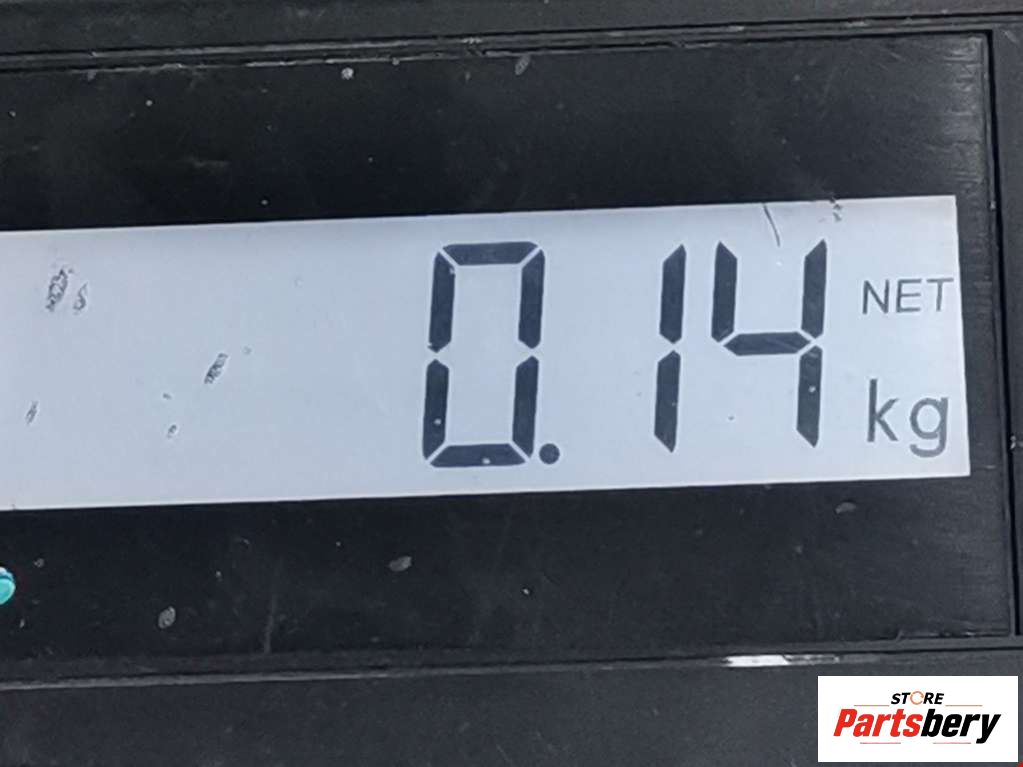 0.14 NET
kg
STORE
Partsbery